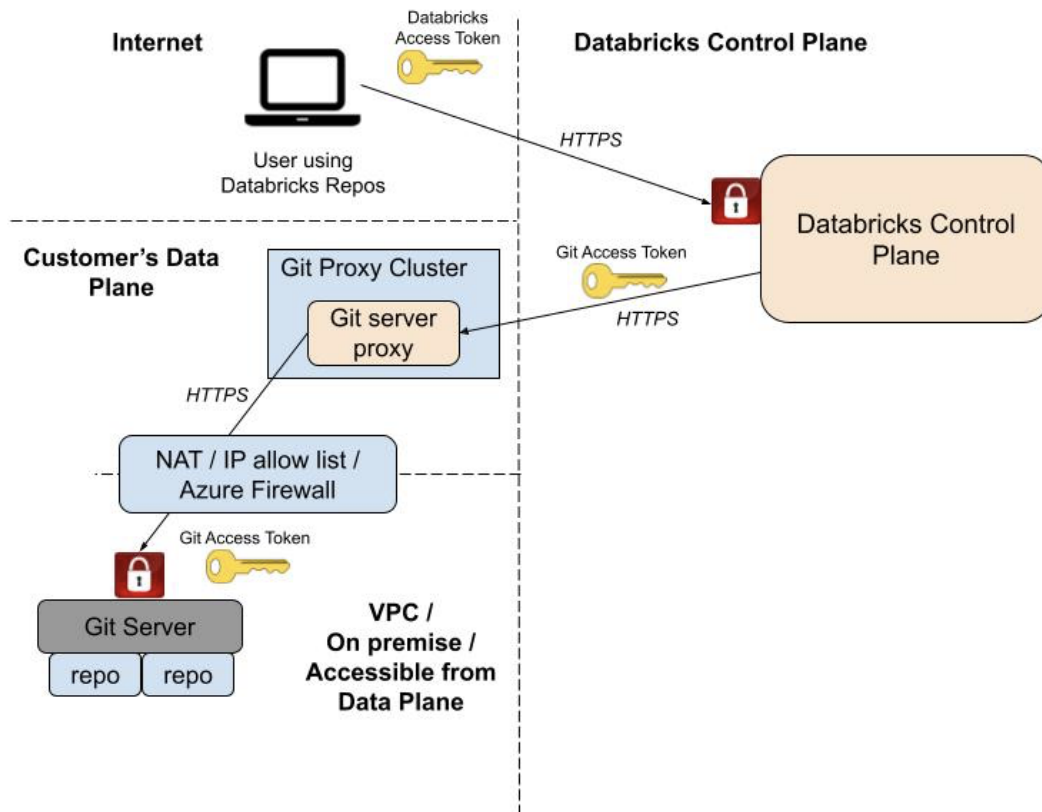 Internet
Databricks
Access Token
Databricks Control Plane
HTTPS
User using
Databricks Repos
Databricks Control
Plane
Customer’s Data
Plane
Git Proxy Cluster
Git server
proxy
Git Access Token
HTTPS
HTTPS
NAT / IP allow list /
Azure Firewall
Git Access Token
Git Server
repo
repo
VPC /
On premise /
Accessible from
Data Plane